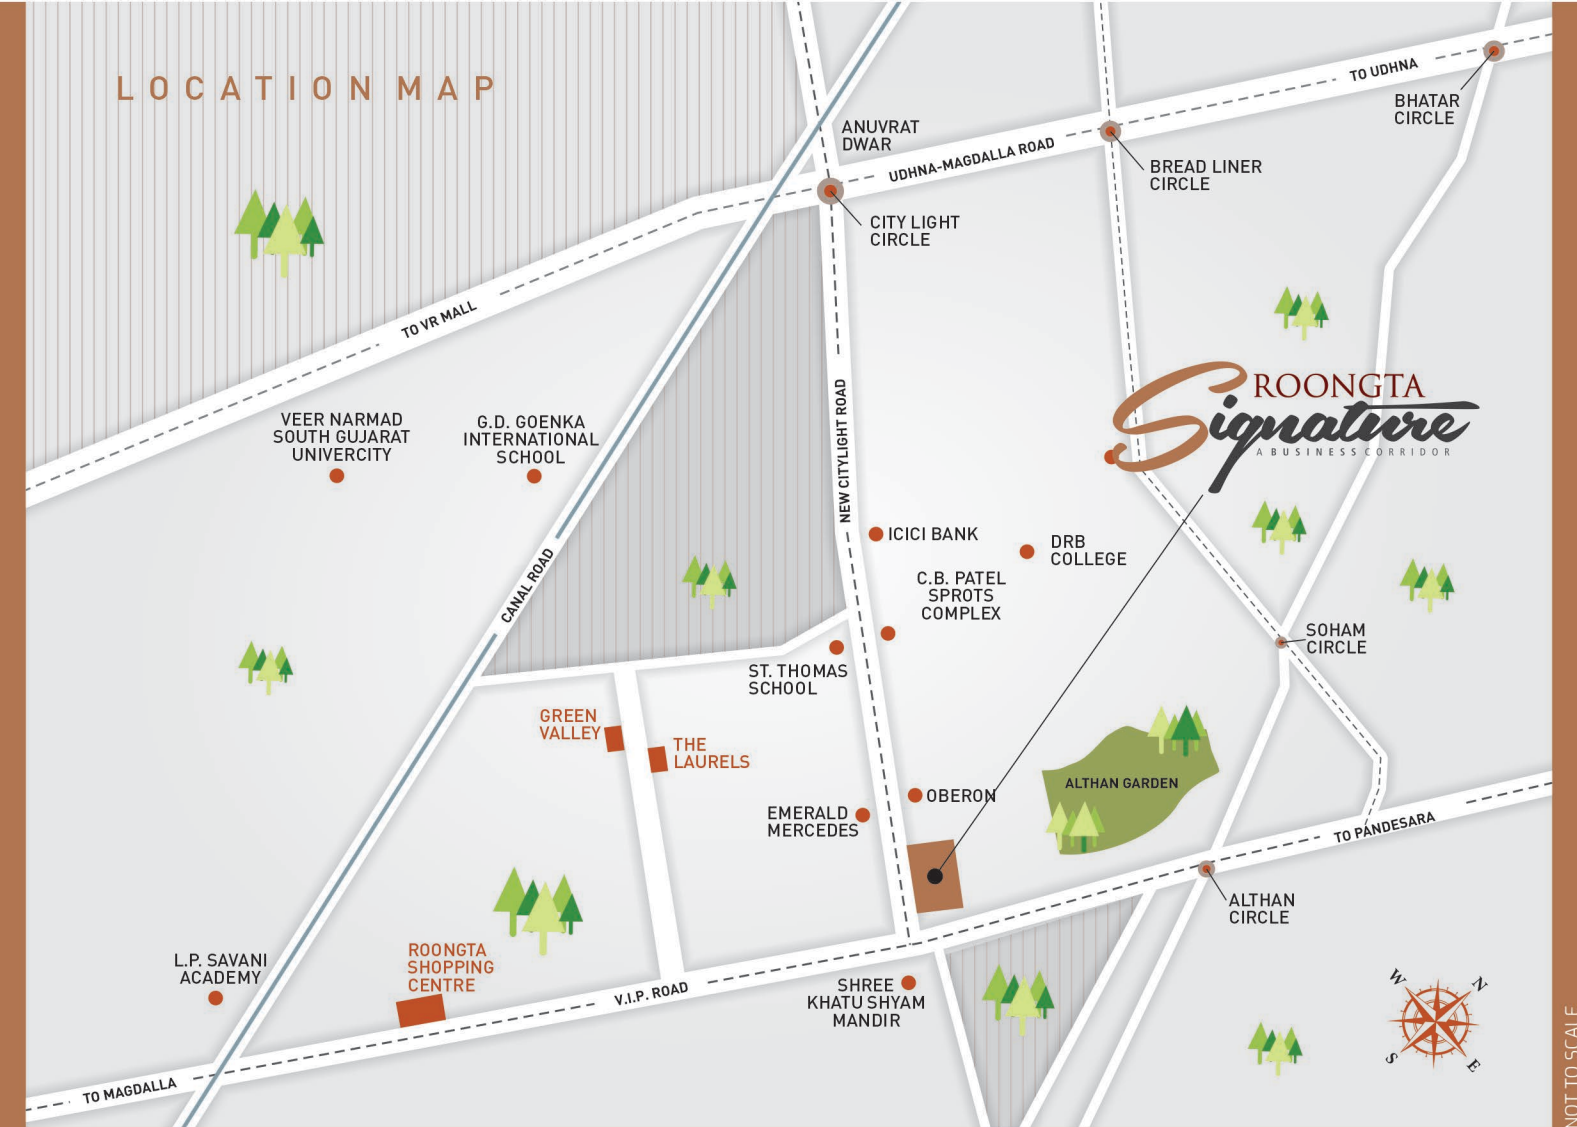 LOCATION MAP
TO UDHNA
BHATAR
CIRCLE
ANUVRAT
DWAR
UDHNA-MAGDALLA ROAD
BREAD LINER
CIRCLE
CITY LIGHT
CIRCLE
TO VR MALL
ROONGTA
Signature
A BUSINESS CORRIDOR
VEER NARMAD
SOUTH GUJARAT
UNIVERCITY
G.D. GOENKA
INTERNATIONAL
SCHOOL
NEW CITYLIGHT ROAD
ICICI BANK
DRB
COLLEGE
CANAL ROAD
C.B. PATEL
SPROTS
COMPLEX
SOHAM
CIRCLE
ST. THOMAS
SCHOOL
GREEN
VALLEY
THE
LAURELS
ALTHAN GARDEN
OBERON
EMERALD
MERCEDES
TO PANDESARA
ALTHAN
CIRCLE
L.P. SAVANI
ACADEMY
ROONGTA
SHOPPING
CENTRE
V.I.P. ROAD
SHREE
KHATU SHYAM
MANDIR
TO MAGDALLA
W
N
S
E
NOT TO SCALE